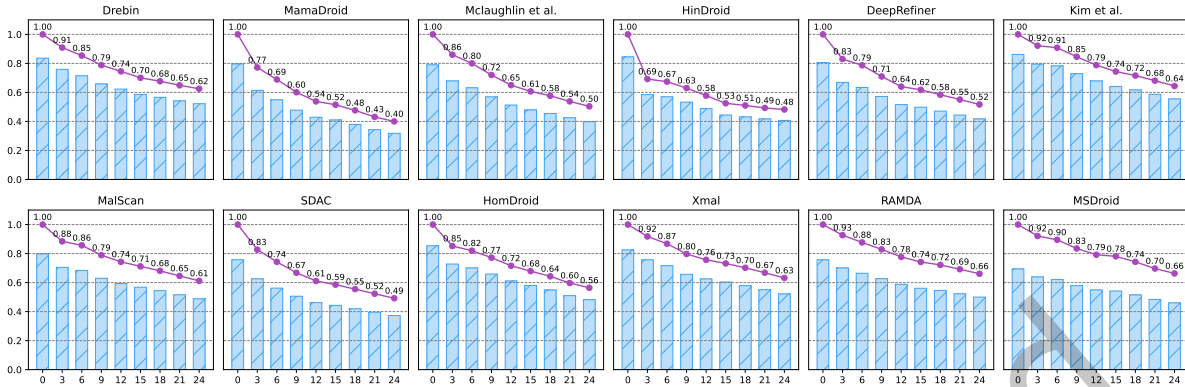 Drebin MamaDroid Mclaughlin et al. HinDroid DeepRefiner Kim et al.
1.0
0.8
0.6
0.4
0.2
0.0
1.00 0.91 0.85 0.79 0.74 0.70 0.68 0.65 0.62
1.00 0.77 0.69 0.60 0.54 0.52 0.48 0.43 0.40
1.00 0.86 0.80 0.72 0.65 0.61 0.58 0.54 0.50
1.00 0.69 0.67 0.63 0.58 0.53 0.51 0.49 0.48
1.00 0.83 0.79 0.71 0.64 0.62 0.58 0.55 0.52
1.00 0.92 0.91 0.85 0.79 0.74 0.72 0.68 0.64
MalScan SDAC HomDroid Xmal RAMDA MSDroid
1.0
0.8
0.6
0.4
0.2
0.0
1.00 0.88 0.86 0.79 0.74 0.71 0.68 0.65 0.61
1.00 0.83 0.74 0.67 0.61 0.59 0.55 0.52 0.49
1.00 0.85 0.82 0.77 0.72 0.68 0.64 0.60 0.56
1.00 0.92 0.87 0.80 0.76 0.73 0.70 0.67 0.63
1.00 0.93 0.88 0.83 0.78 0.74 0.72 0.69 0.66
1.00 0.92 0.90 0.83 0.79 0.78 0.74 0.70 0.66
0 3 6 9 12 15 18 21 24
0 3 6 9 12 15 18 21 24
0 3 6 9 12 15 18 21 24
0 3 6 9 12 15 18 21 24
0 3 6 9 12 15 18 21 24
0 3 6 9 12 15 18 21 24